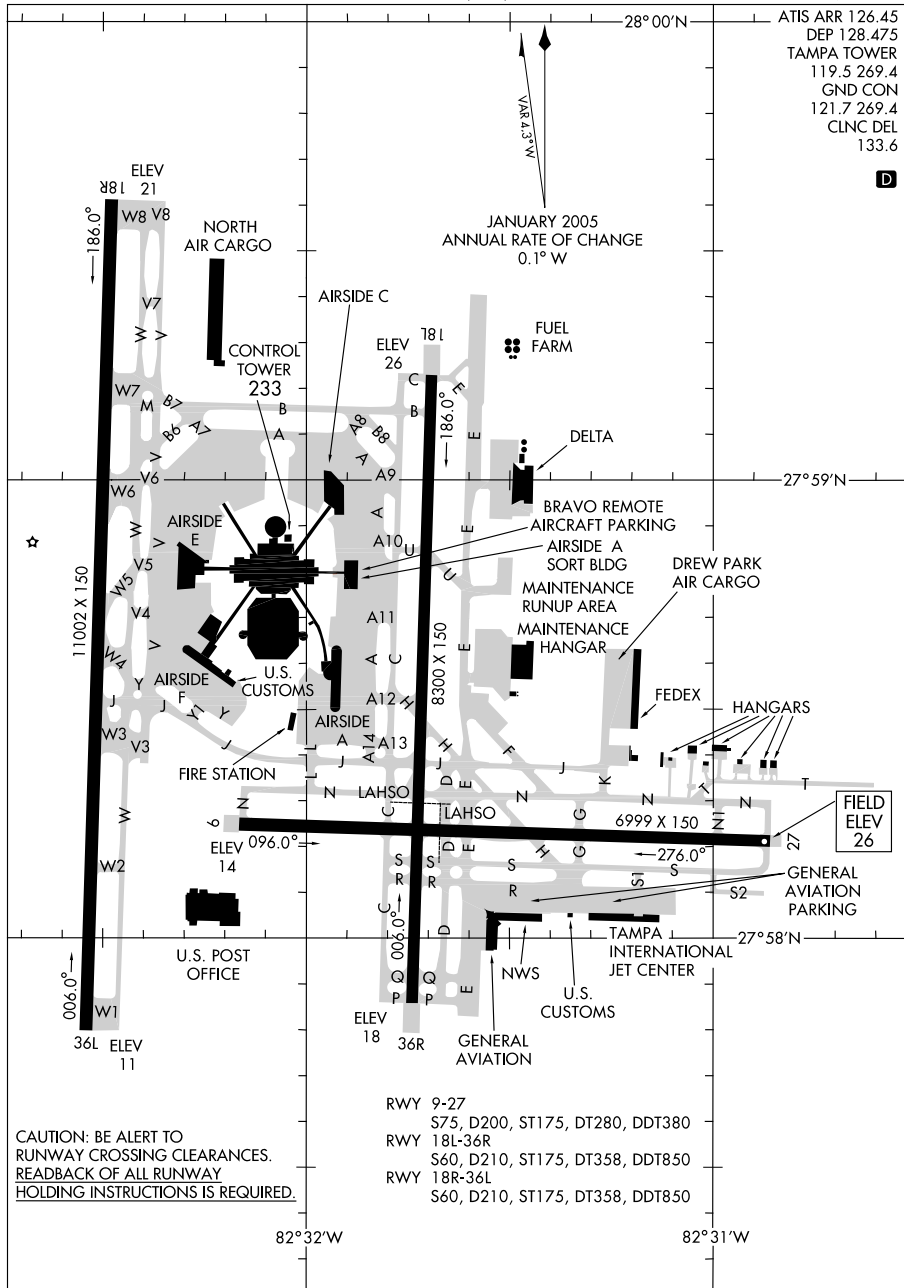 28°00'N
ATIS ARR 126.45
DEP 128.475
TAMPA TOWER
119.5 269.4
GND CON
121.7 269.4
CLNC DEL
133.6
D
VAR 4.3° W
JANUARY 2005
ANNUAL RATE OF CHANGE
0.1° W
18R
ELEV
21
186.0°
W8 V8
NORTH
AIR CARGO
V7
W
V
AIRSIDE C
CONTROL
TOWER
233
ELEV
26
18L
FUEL
FARM
W7
M
B7
B
A
C
B
E
186.0°
E
B6
A7
A8
B8
A
DELTA
V
V6
W6
A9
27°59'N
A
BRAVO REMOTE
AIRCRAFT PARKING
AIRSIDE A
SORT BLDG
AIRSIDE
E
W
V
A10
U
U
DREW PARK
AIR CARGO
MAINTENANCE
RUNUP AREA
MAINTENANCE
HANGAR
11002 X 150
V5
W5
V4
A11
E
E
V
W4
A
C
8300 X 150
U.S.
CUSTOMS
Y
AIRSIDE
F
J
J
Y1
Y
AIRSIDE
A12
H
FEDEX
HANGARS
W3
V3
J
FIRE STATION
L
L
A
J
A14
A13
H
J
D
E
F
J
K
T
T
N
N
LAHSO
C
LAHSO
D
E
N
G
G
N
N1
N
6999 X 150
FIELD
ELEV
26
9
ELEV
14
096.0°
H
276.0°
27
W
W2
S
R
S
R
S
R
S1
S
S2
GENERAL
AVIATION
PARKING
U.S. POST
OFFICE
C
006.0°
D
27°58'N
TAMPA
INTERNATIONAL
JET CENTER
NWS
U.S.
CUSTOMS
006.0°
W1
Q
P
Q
P
E
36L
ELEV
11
ELEV
18
36R
GENERAL
AVIATION
RWY 9-27
S75, D200, ST175, DT280, DDT380
RWY 18L-36R
S60, D210, ST175, DT358, DDT850
RWY 18R-36L
S60, D210, ST175, DT358, DDT850
CAUTION: BE ALERT TO
RUNWAY CROSSING CLEARANCES.
READBACK OF ALL RUNWAY
HOLDING INSTRUCTIONS IS REQUIRED.
82°32'W
82°31'W